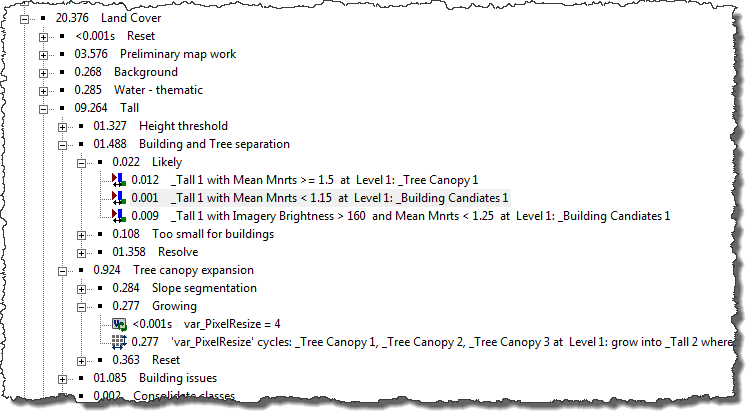 20.376 Land Cover
<0.001s Reset
03.576 Preliminary map work
0.268 Background
0.285 Water - thematic
09.264 Tall
01.327 Height threshold
01.488 Building and Tree separation
0.022 Likely
0.012 _Tall 1 with Mean Mnrts >= 1.5 at Level 1: _Tree Canopy 1
0.001 _Tall 1 with Mean Mnrts < 1.15 at Level 1: _Building Candiates 1
0.009 _Tall 1 with Imagery Brightness > 160 and Mean Mnrts < 1.25 at Level 1: _Building Candiates 1
0.108 Too small for buildings
01.358 Resolve
0.924 Tree canopy expansion
0.284 Slope segmentation
0.277 Growing
<0.001s var_PixelResize = 4
0.277 'var_PixelResize' cycles: _Tree Canopy 1, _Tree Canopy 2, _Tree Canopy 3 at Level 1: grow into _Tall 2 where
0.363 Reset
01.085 Building issues
0.002 Consolidate classes